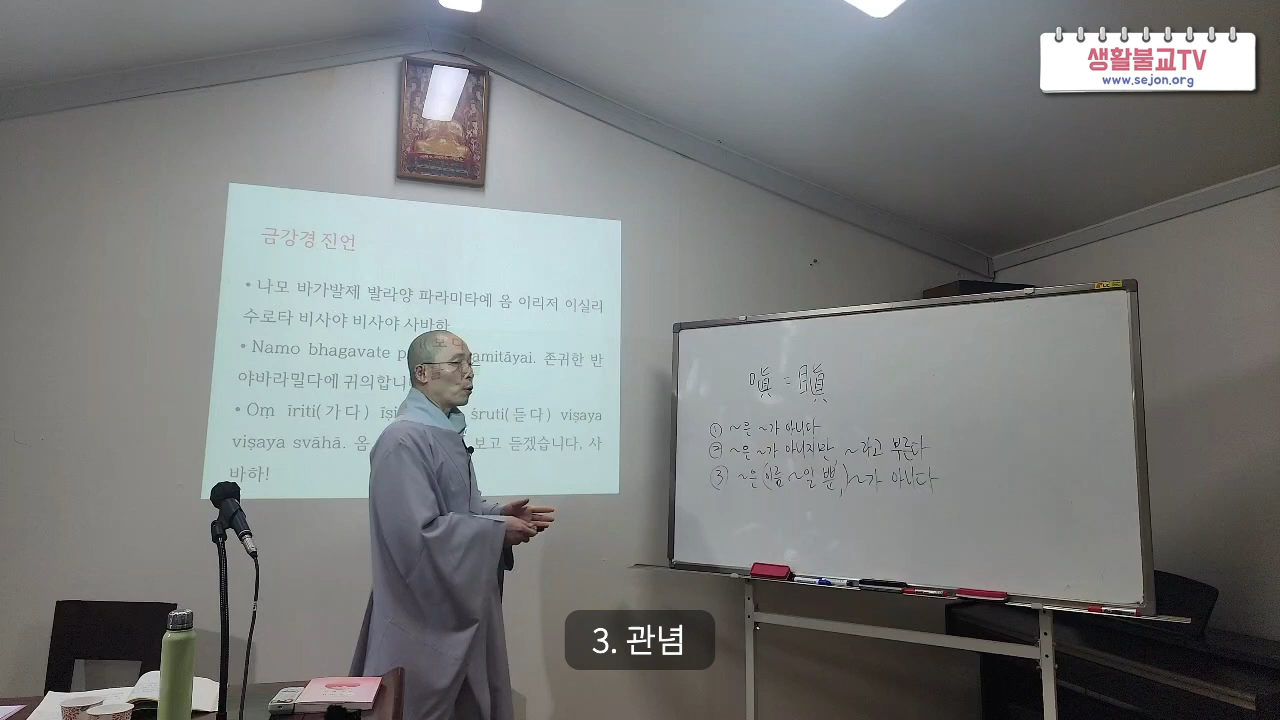 생활불교TV
www.sejon.org
금강경 진언
• 나모 바가발제 발라양 파라미타예 옴 이리저 이실리
수로타 비사야 비사야 사바하
• Namo bhagavate p amitāyai. 존귀한 반
야바라밀다에 귀의합니
• Oṃ īriti(가다) īṣi śruti(듣다) viṣaya
viṣaya svāhā. 옴 보고 듣겠습니다, 사
바하!
嗔 = 瞋
① ~은 ~가 아니다
② ~은 ~가 아니지만 ~라고 부른다
③ ~은(이름 ~일 뿐,) ~가 아니다
3. 관념